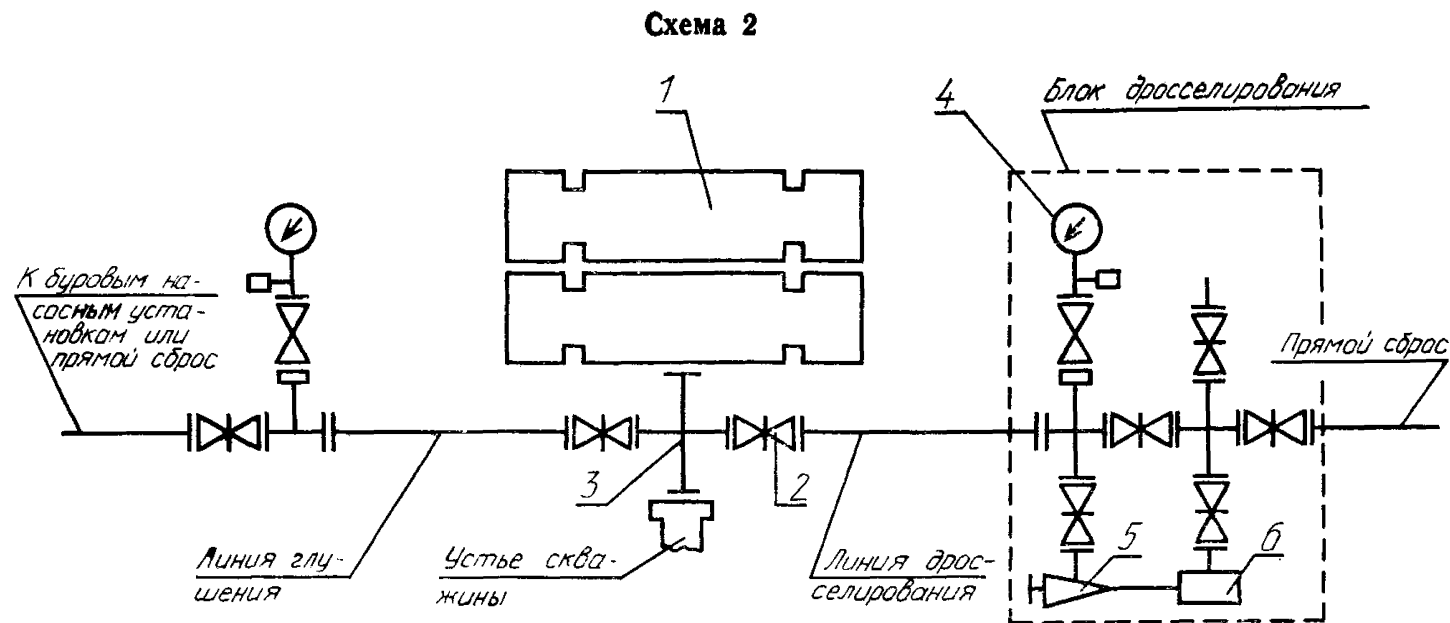 Схема 2
1
4
Блок дросселирования
К буровым на-
сосным уста-
новкам или
прямой сброс
Прямой сброс
3
2
Линия глу-
шения
Устье сква-
жины
Линия дрос-
селирования
5
6